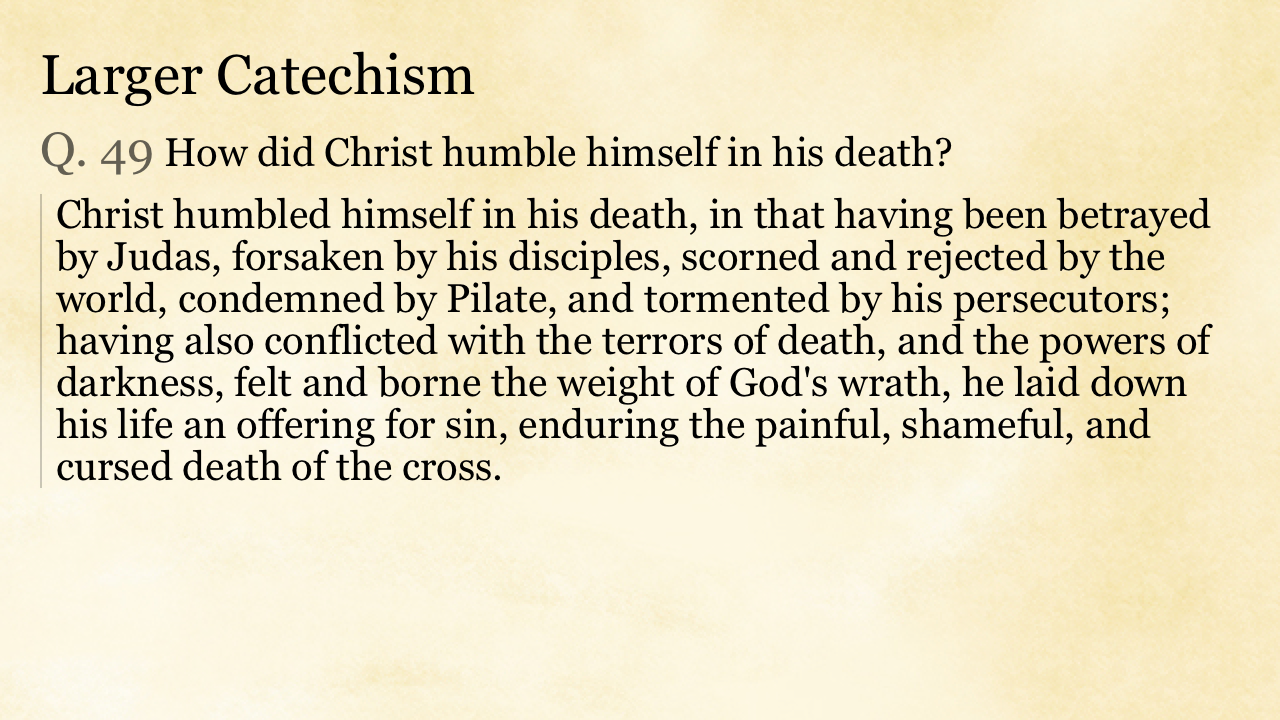 Larger Catechism
Q. 49 How did Christ humble himself in his death?
Christ humbled himself in his death, in that having been betrayed
by Judas, forsaken by his disciples, scorned and rejected by the
world, condemned by Pilate, and tormented by his persecutors;
having also conflicted with the terrors of death, and the powers of
darkness, felt and borne the weight of God's wrath, he laid down
his life an offering for sin, enduring the painful, shameful, and
cursed death of the cross.